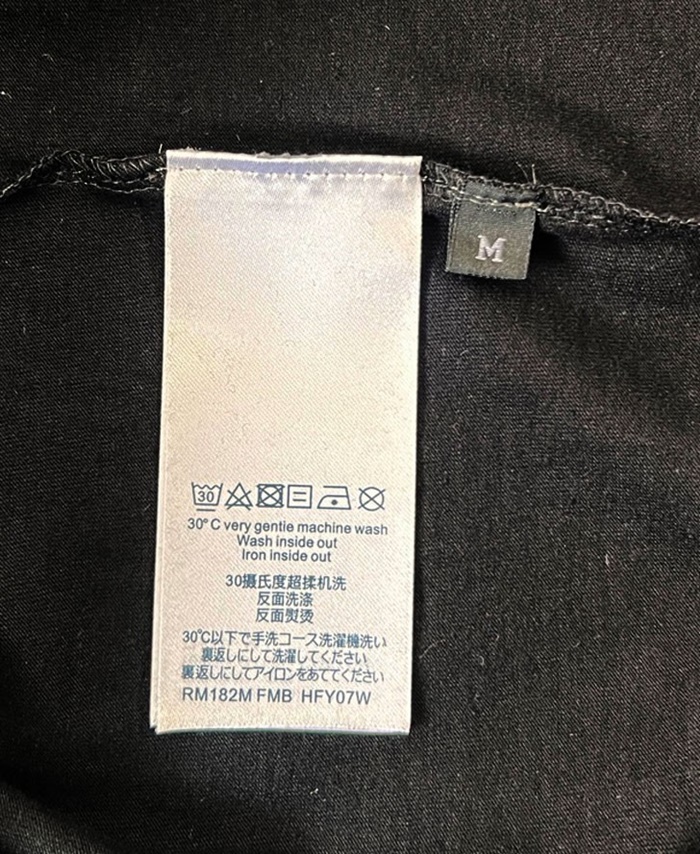 M
30
30°C very gentie machine wash
Wash inside out
Iron inside out
30摄氏度超揉机洗
反面洗涤
反面熨烫
30℃以下で手洗コース洗濯機洗い
裏返しにして洗濯してください
裏返しにしてアイロンをあててください
RM182M FMB HFY07W